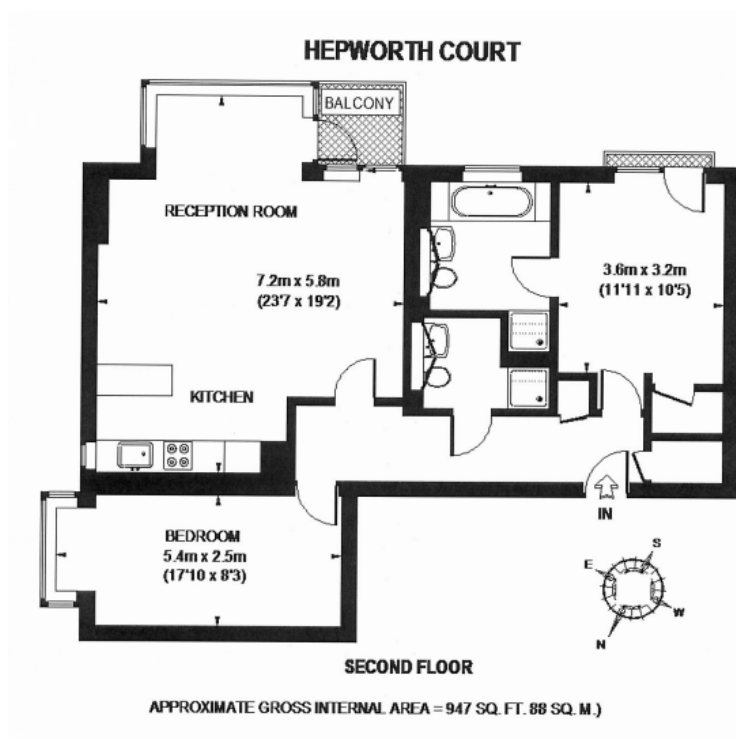 HEPWORTH COURT
BALCONY
RECEPTION ROOM
7.2m x 5.8m
(23'7 x 19'2)
3.6m x 3.2m
(11'11 x 10'5)
KITCHEN
IN
BEDROOM
5.4m x 2.5m
(17'10 x 8'3)
S
E
W
N
SECOND FLOOR
APPROXIMATE GROSS INTERNAL AREA = 947 SQ. FT. 88 SQ. M.)